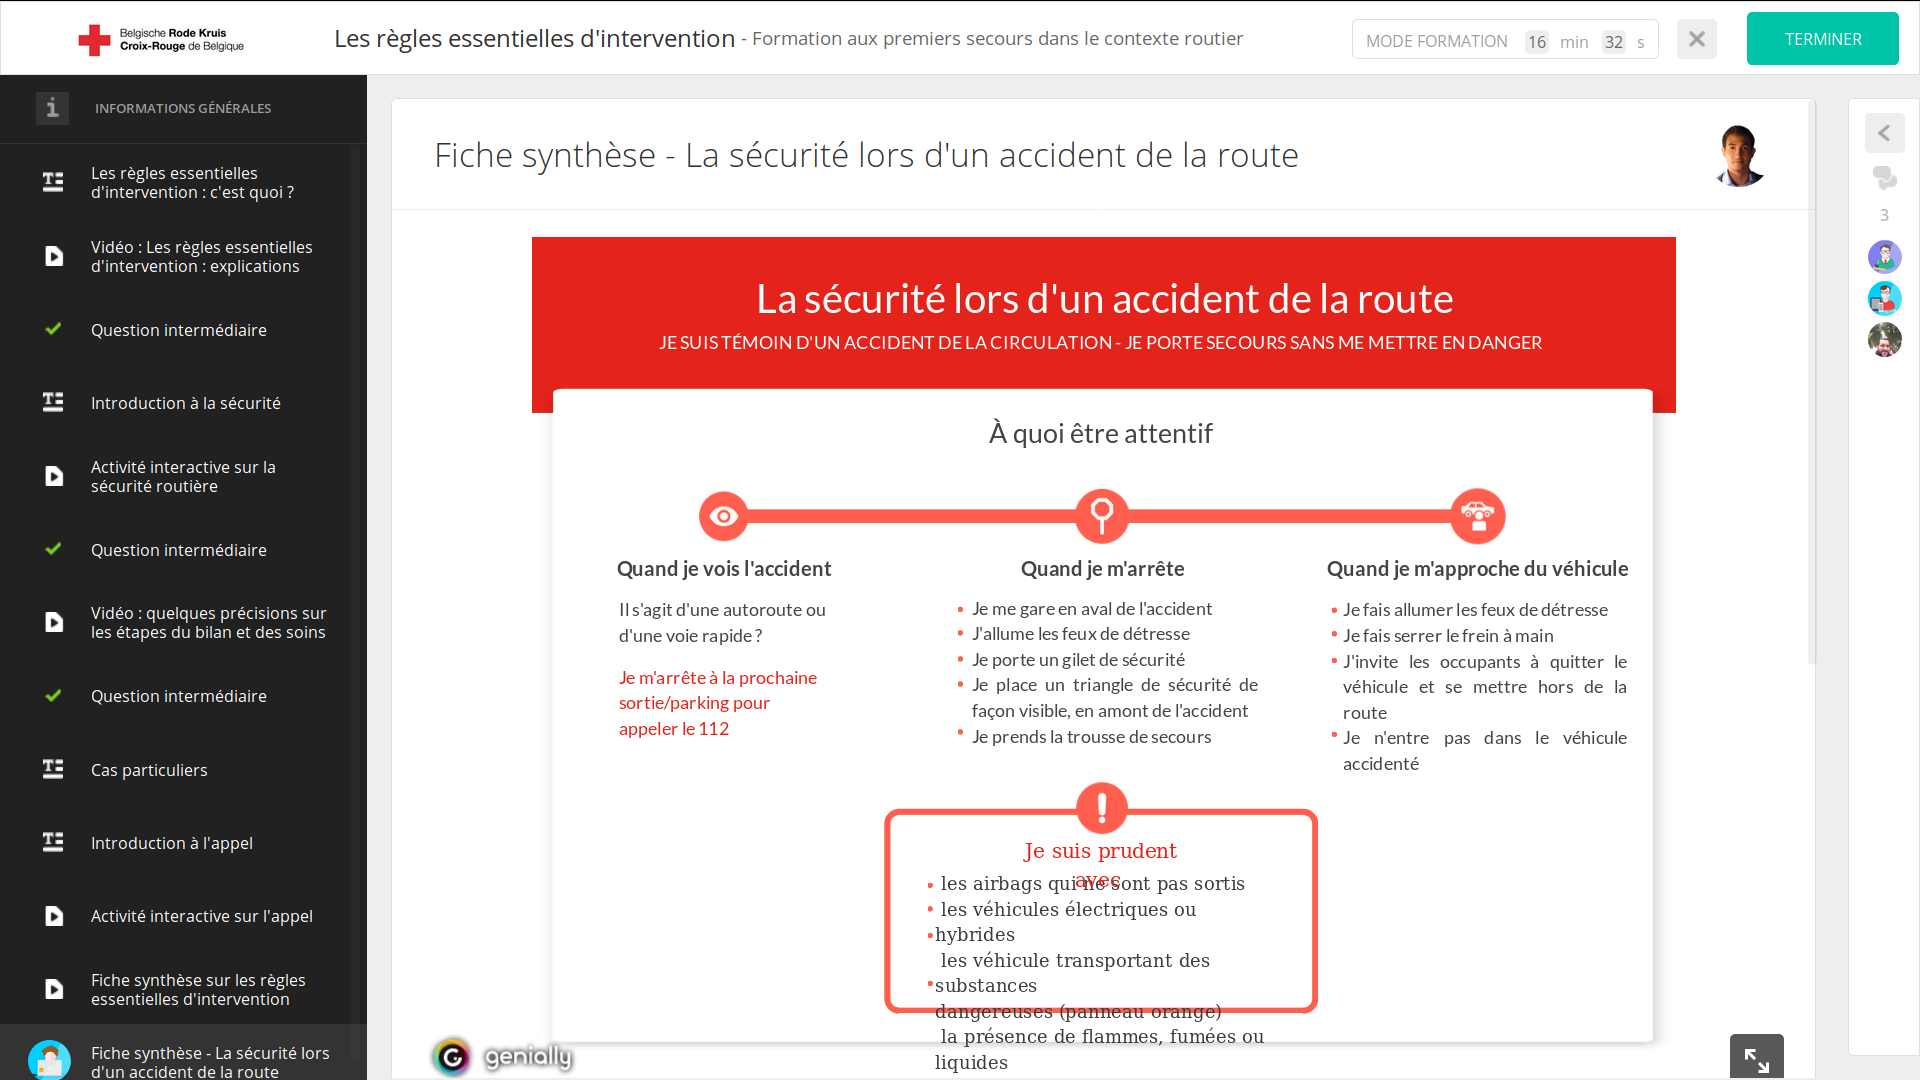 Belgische Rode Kruis
Croix-Rouge de Belgique
Les règles essentielles d'intervention - Formation aux premiers secours dans le contexte routier
MODE FORMATION 16 min 32 s
TERMINER
INFORMATIONS GÉNÉRALES
Les règles essentielles
d'intervention : c'est quoi ?
Vidéo : Les règles essentielles
d'intervention : explications
Question intermédiaire
Introduction à la sécurité
Activité interactive sur la
sécurité routière
Question intermédiaire
Vidéo : quelques précisions sur
les étapes du bilan et des soins
Question intermédiaire
Cas particuliers
Introduction à l'appel
Activité interactive sur l'appel
Fiche synthèse sur les règles
essentielles d'intervention
Fiche synthèse - La sécurité lors
d'un accident de la route
Fiche synthèse - La sécurité lors d'un accident de la route
La sécurité lors d'un accident de la route
JE SUIS TÉMOIN D'UN ACCIDENT DE LA CIRCULATION - JE PORTE SECOURS SANS ME METTRE EN DANGER
À quoi être attentif
Quand je vois l'accident
Il s'agit d'une autoroute ou
d'une voie rapide ?
Je m'arrête à la prochaine
sortie/parking pour
appeler le 112
Quand je m'arrête
Je me gare en aval de l'accident
J'allume les feux de détresse
Je porte un gilet de sécurité
Je place un triangle de sécurité de
façon visible, en amont de l'accident
Je prends la trousse de secours
Quand je m'approche du véhicule
Je fais allumer les feux de détresse
Je fais serrer le frein à main
J'invite les occupants à quitter le
véhicule et se mettre hors de la
route
Je n'entre pas dans le véhicule
accidenté
Je suis prudent
avec
les airbags qui ne sont pas sortis
les véhicules électriques ou
hybrides
les véhicule transportant des
substances
dangereuses (panneau orange)
la présence de flammes, fumées ou
liquides
genially
3